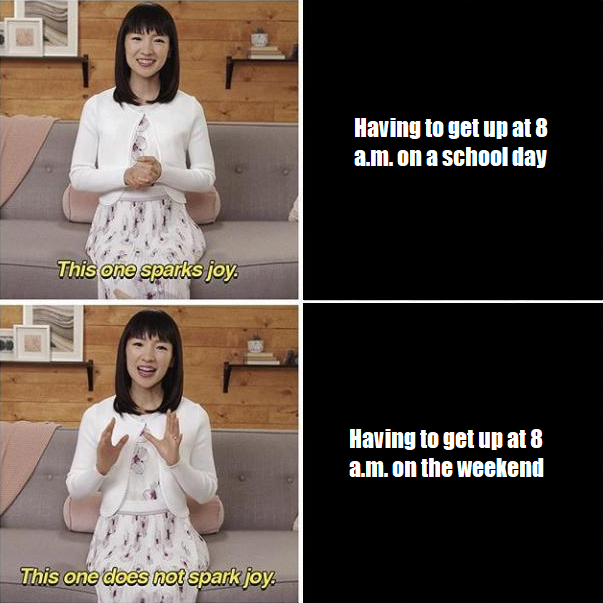 Having to get up at 8
a.m. on a school day
This one sparks joy.
Having to get up at 8
a.m. on the weekend
This one does not spark joy.